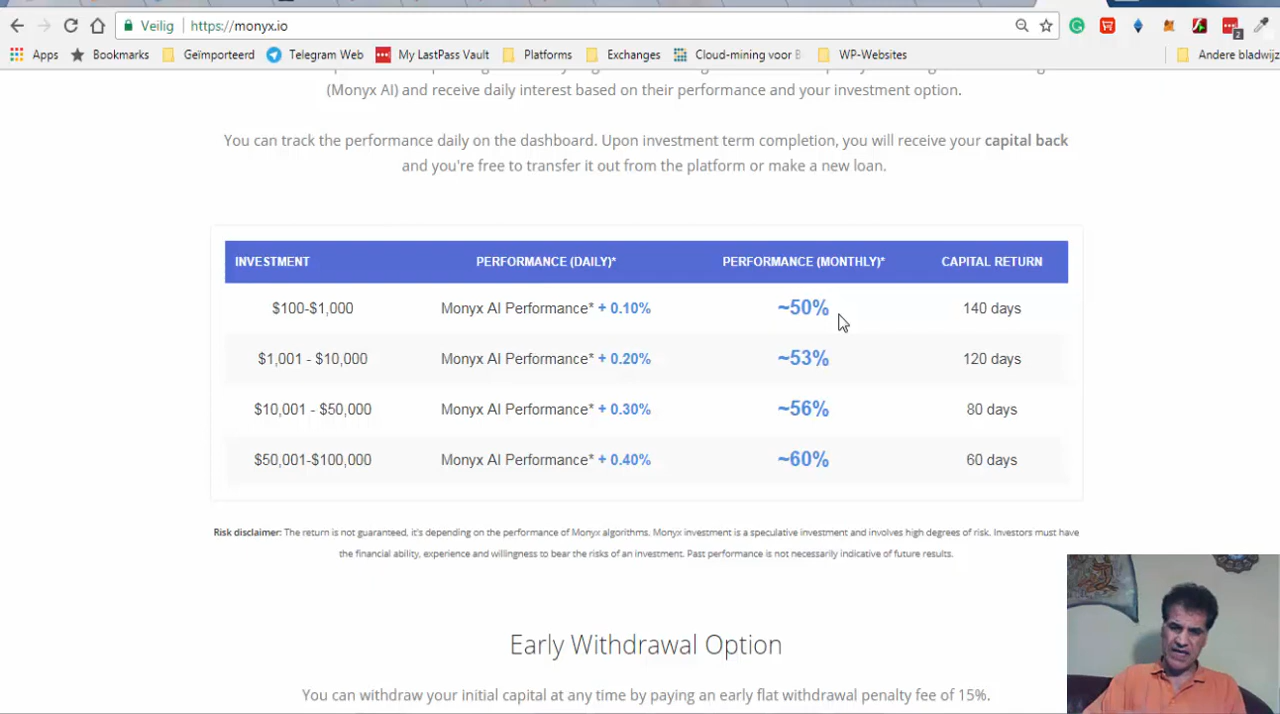 Veilig https://monyx.io
Apps Bookmarks Geïmporteerd Telegram Web My LastPass Vault Platforms Exchanges Cloud-mining voor B WP-Websites Andere bladwijz
2
(Monyx AI) and receive daily interest based on their performance and your investment option.
You can track the performance daily on the dashboard. Upon investment term completion, you will receive your capital back
and you're free to transfer it out from the platform or make a new loan.
INVESTMENT PERFORMANCE (DAILY)* PERFORMANCE (MONTHLY)* CAPITAL RETURN
$100-$1,000 Monyx AI Performance* + 0.10% ~50% 140 days
$1,001 - $10,000 Monyx AI Performance* + 0.20% ~53% 120 days
$10,001 - $50,000 Monyx AI Performance* + 0.30% ~56% 80 days
$50,001-$100,000 Monyx AI Performance* + 0.40% ~60% 60 days
Risk disclaimer: The return is not guaranteed, it's depending on the performance of Monyx algorithms. Monyx investment is a speculative investment and involves high degrees of risk. Investors must have
the financial ability, experience and willingness to bear the risks of an investment. Past performance is not necessarily indicative of future results.
Early Withdrawal Option
You can withdraw your initial capital at any time by paying an early flat withdrawal penalty fee of 15%.